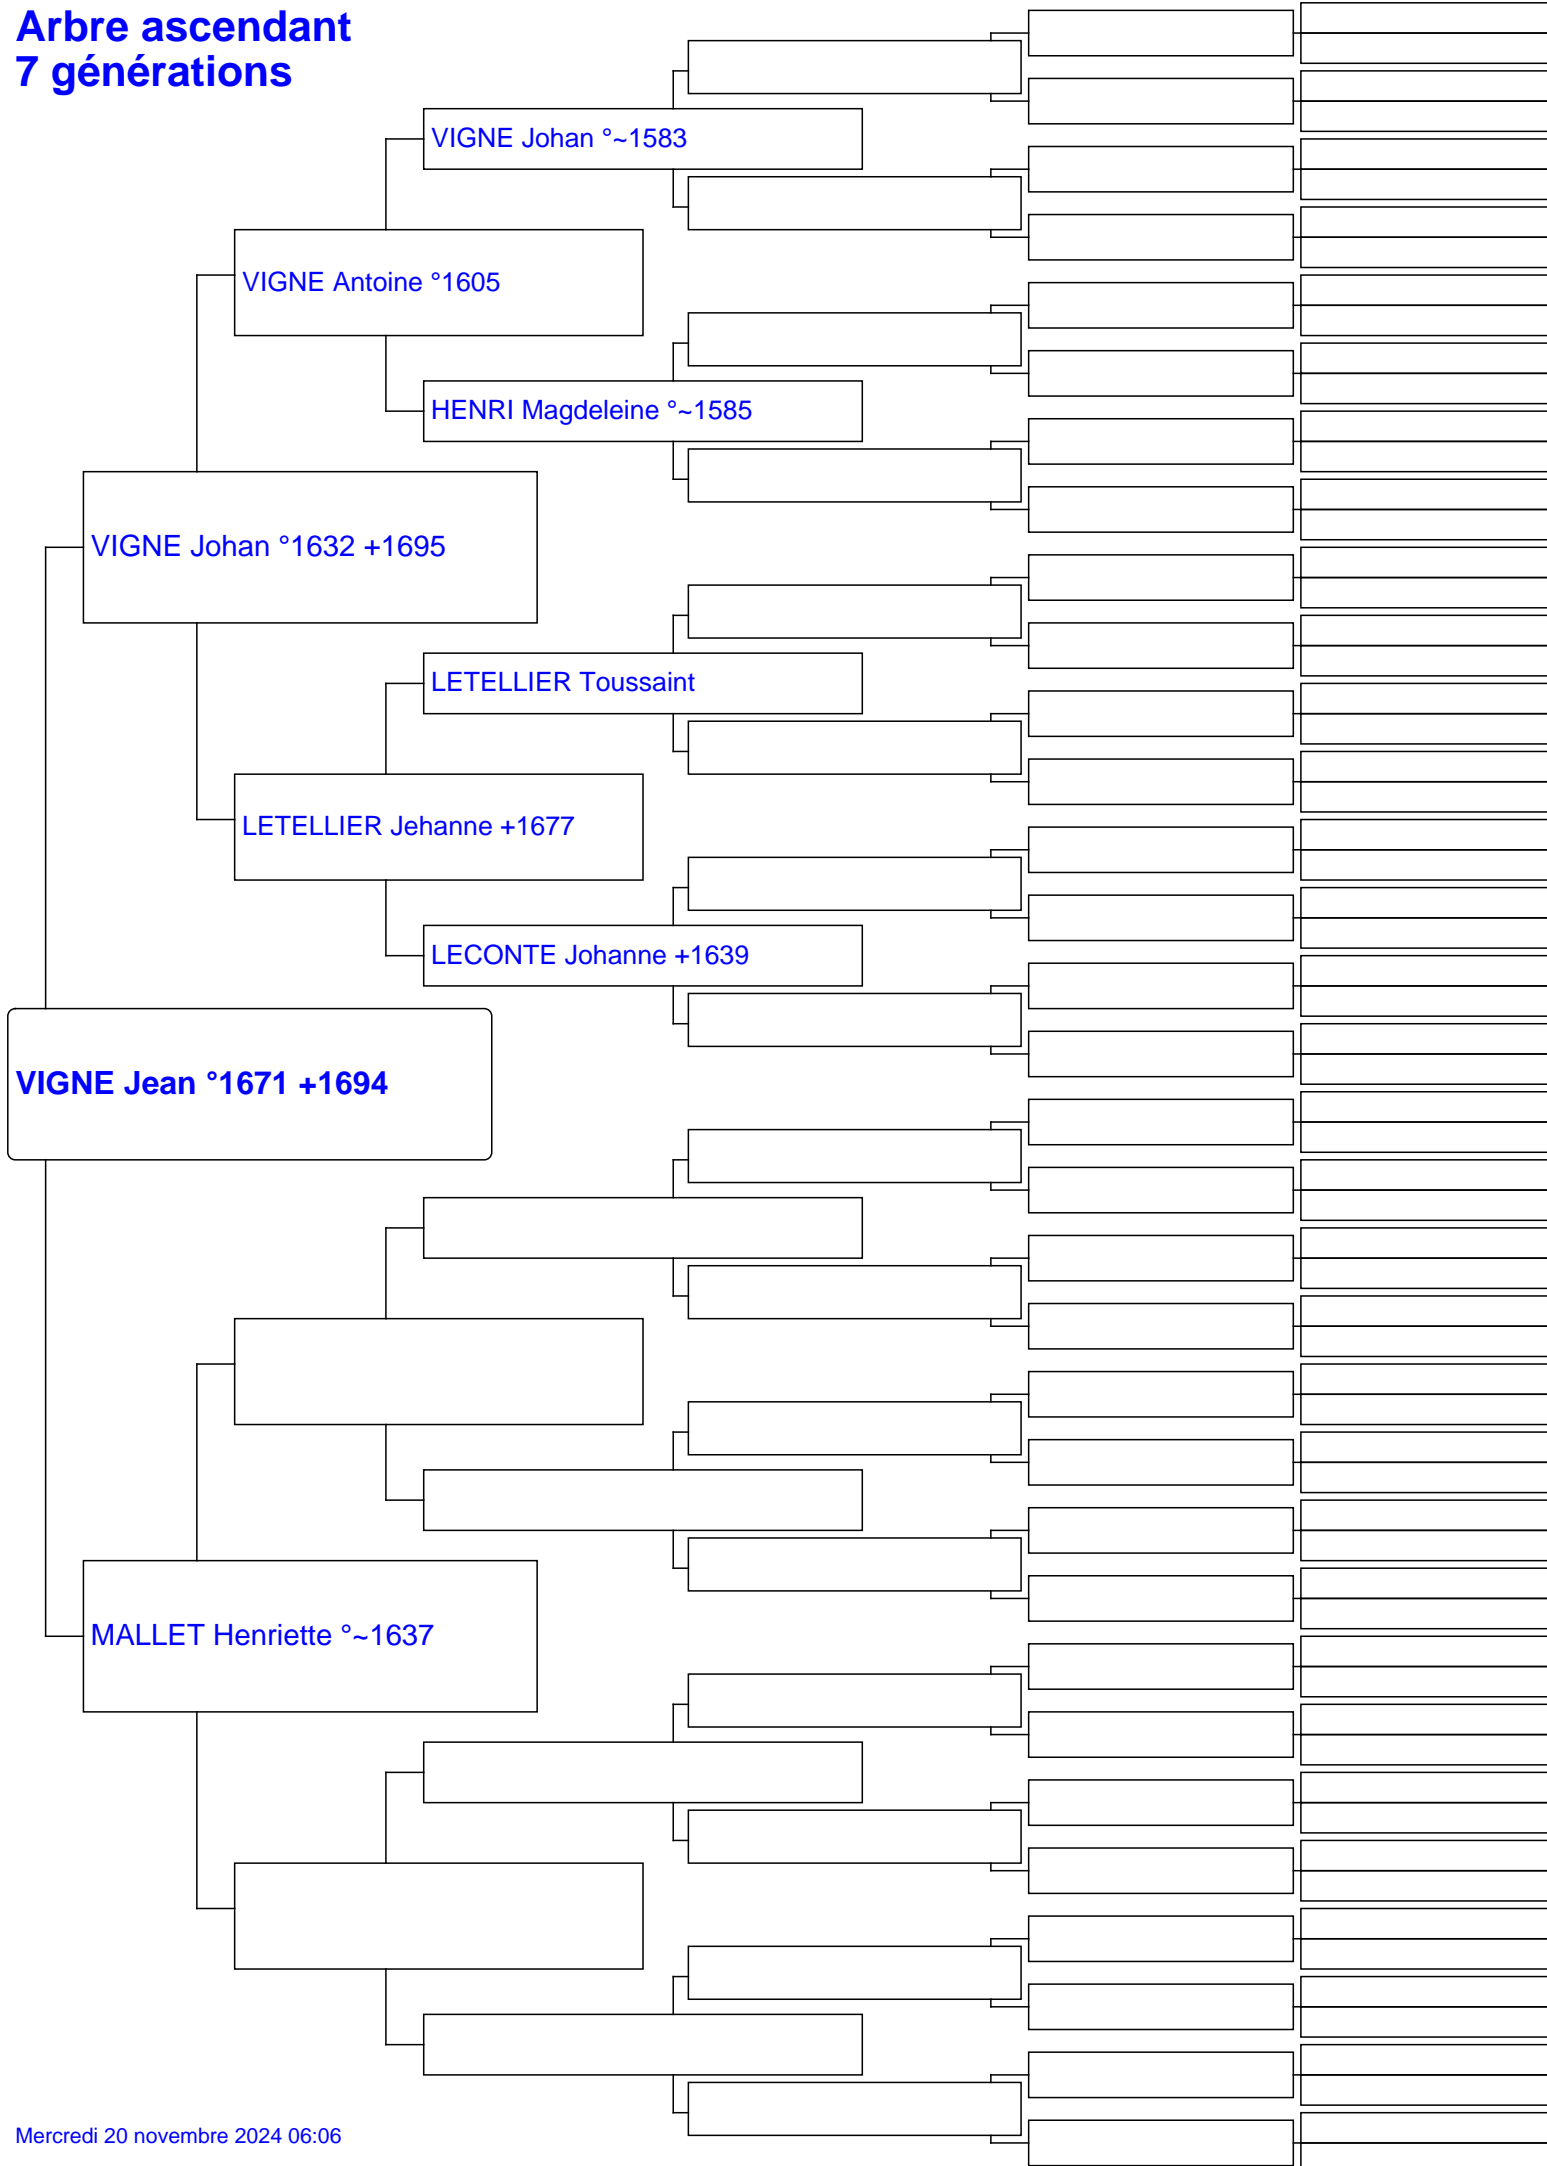 Arbre ascendant
7 générations
VIGNE Johan °~1583
VIGNE Antoine °1605
HENRI Magdeleine °~1585
VIGNE Johan °1632 +1695
LETELLIER Toussaint
LETELLIER Jehanne +1677
LECONTE Johanne +1639
VIGNE Jean °1671 +1694
MALLET Henriette °~1637
Mercredi 20 novembre 2024 06:06